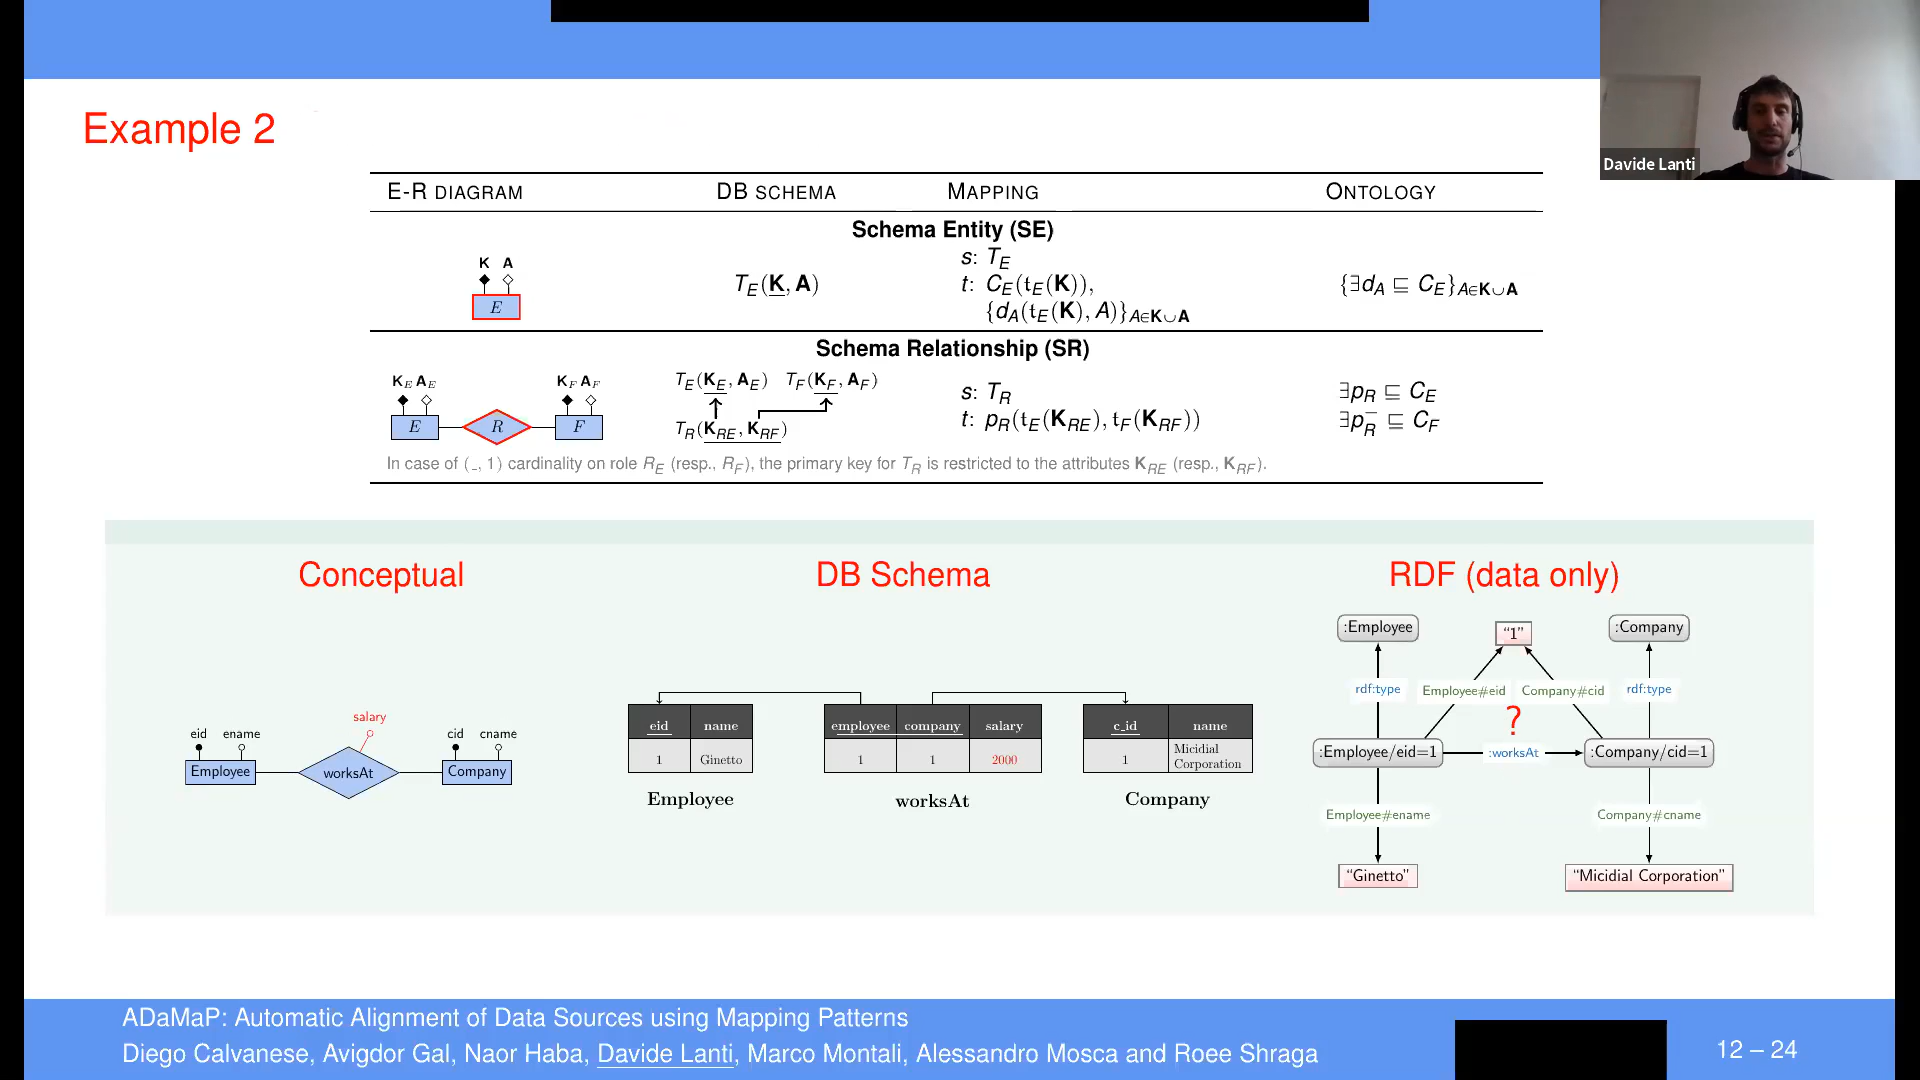 Davide Lanti
Example 2
E-R DIAGRAM DB SCHEMA MAPPING ONTOLOGY
Schema Entity (SE)
K A
E
T_E(K, A)
s: T_E
t: C_E(t_E(K)),
{d_A(t_E(K), A)}_A∈K∪A
{∃d_A ⊑ C_E}_A∈K∪A
Schema Relationship (SR)
K_E A_E K_F A_F
E R F
T_E(K_E, A_E) T_F(K_F, A_F)
T_R(K_RE, K_RF)
s: T_R
t: p_R(t_E(K_RE), t_F(K_RF))
∃p_R ⊑ C_E
∃p_R^- ⊑ C_F
In case of (_, 1) cardinality on role R_E (resp., R_F), the primary key for T_R is restricted to the attributes K_RE (resp., K_RF).
Conceptual
salary
eid ename cid cname
Employee worksAt Company
DB Schema
eid name
1 Ginetto
Employee
employee company salary
1 1 2000
worksAt
c_id name
1 Micidial
Corporation
Company
RDF (data only)
:Employee "1" :Company
rdf:type Employee#eid Company#cid rdf:type
?
:Employee/eid=1 :worksAt :Company/cid=1
Employee#ename Company#cname
"Ginetto" "Micidial Corporation"
ADaMaP: Automatic Alignment of Data Sources using Mapping Patterns
Diego Calvanese, Avigdor Gal, Naor Haba, Davide Lanti, Marco Montali, Alessandro Mosca and Roee Shraga
12 – 24